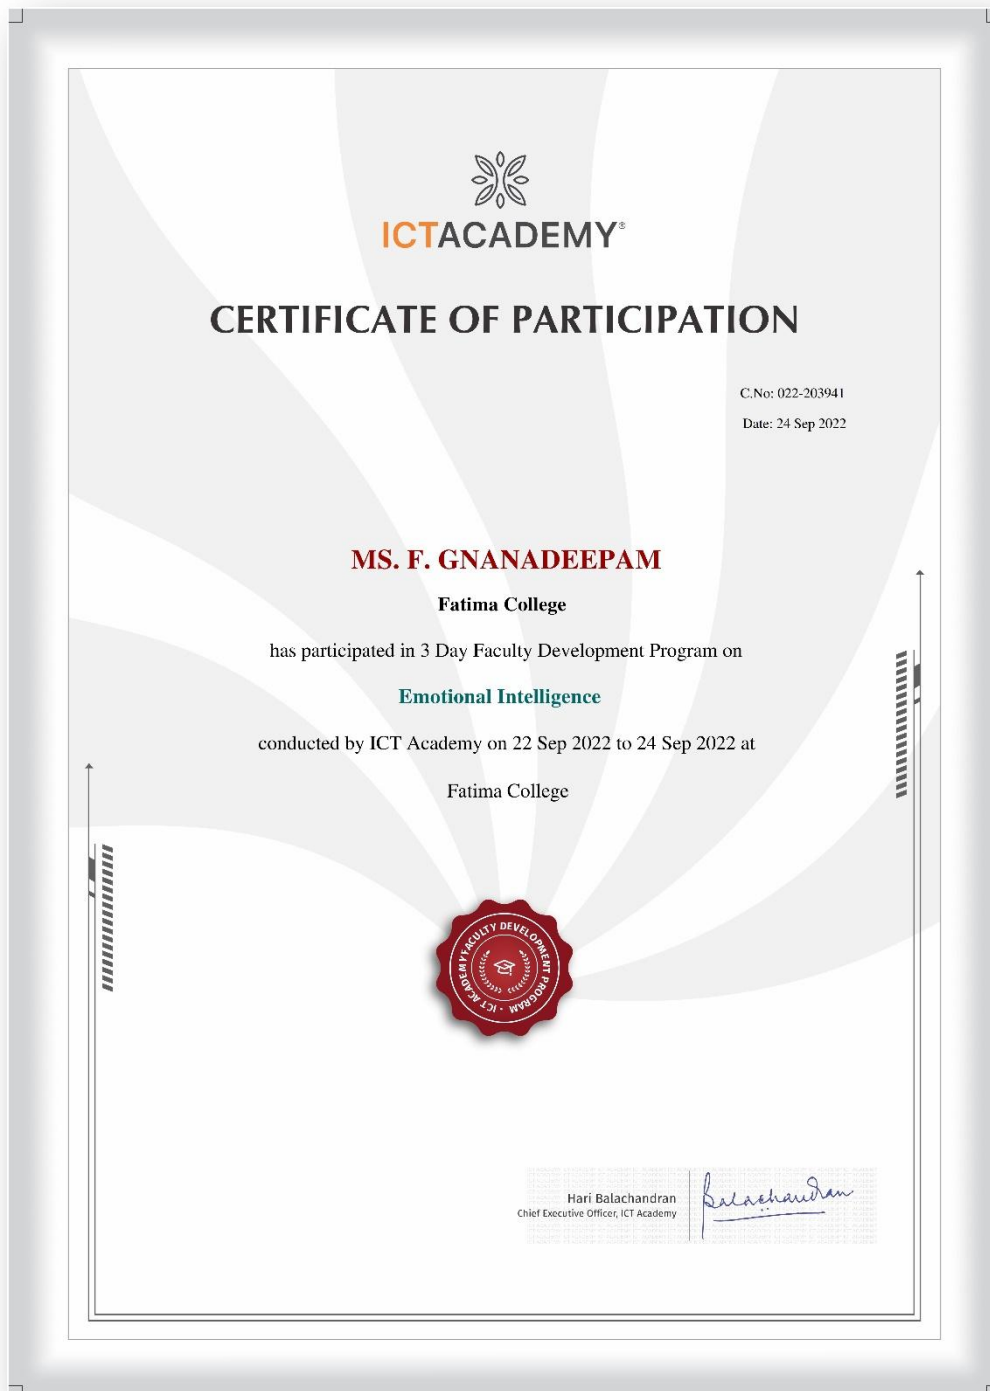 ICTACADEMY®
CERTIFICATE OF PARTICIPATION
C.No: 022-203941
Date: 24 Sep 2022
MS. F. GNANADEEPAM
Fatima College
has participated in 3 Day Faculty Development Program on
Emotional Intelligence
conducted by ICT Academy on 22 Sep 2022 to 24 Sep 2022 at
Fatima College
FACULTY DEVELOPMENT PROGRAM - ICT ACADEMY
Hari Balachandran
Chief Executive Officer, ICT Academy
Balachandran